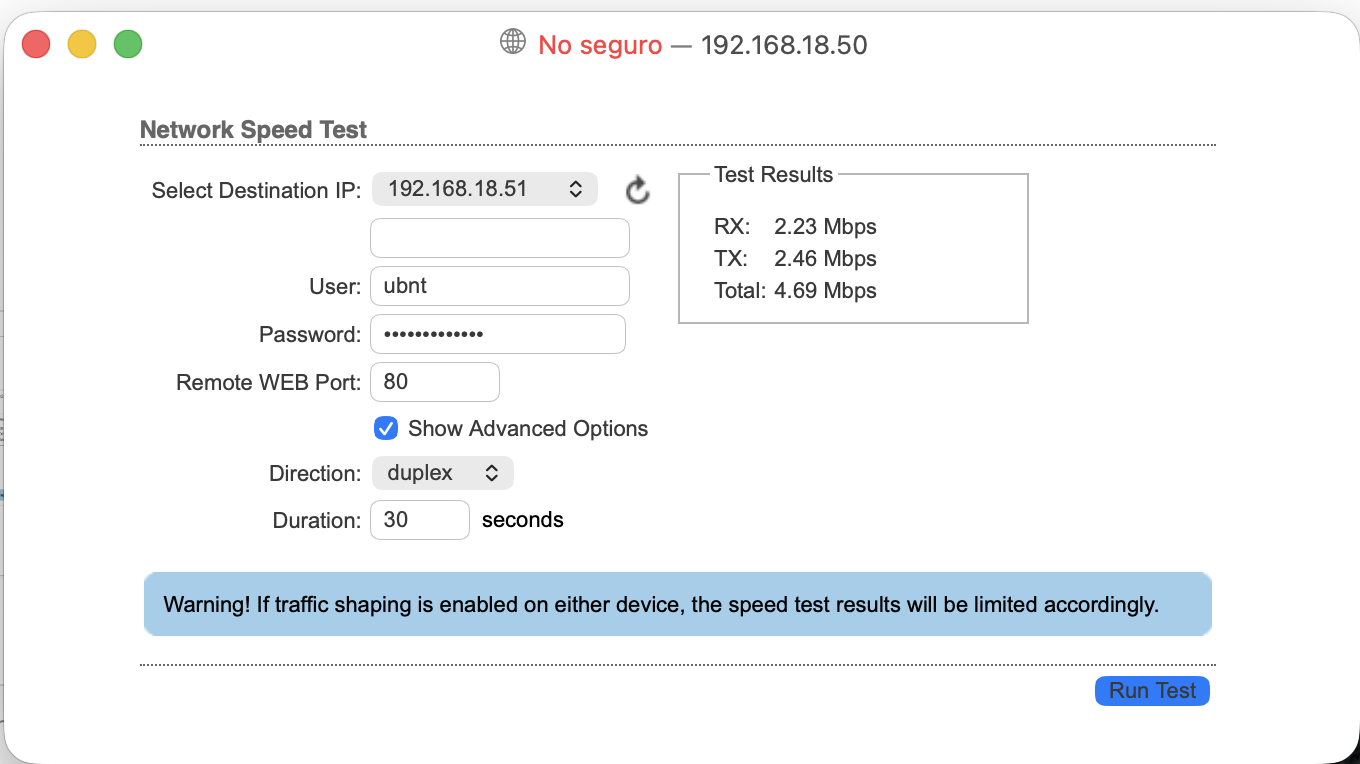 No seguro — 192.168.18.50
Network Speed Test
Select Destination IP: 192.168.18.51
User: ubnt
Password: •••••••••••••
Remote WEB Port: 80
Show Advanced Options
Direction: duplex
Duration: 30 seconds
Test Results
RX: 2.23 Mbps
TX: 2.46 Mbps
Total: 4.69 Mbps
Warning! If traffic shaping is enabled on either device, the speed test results will be limited accordingly.
Run Test